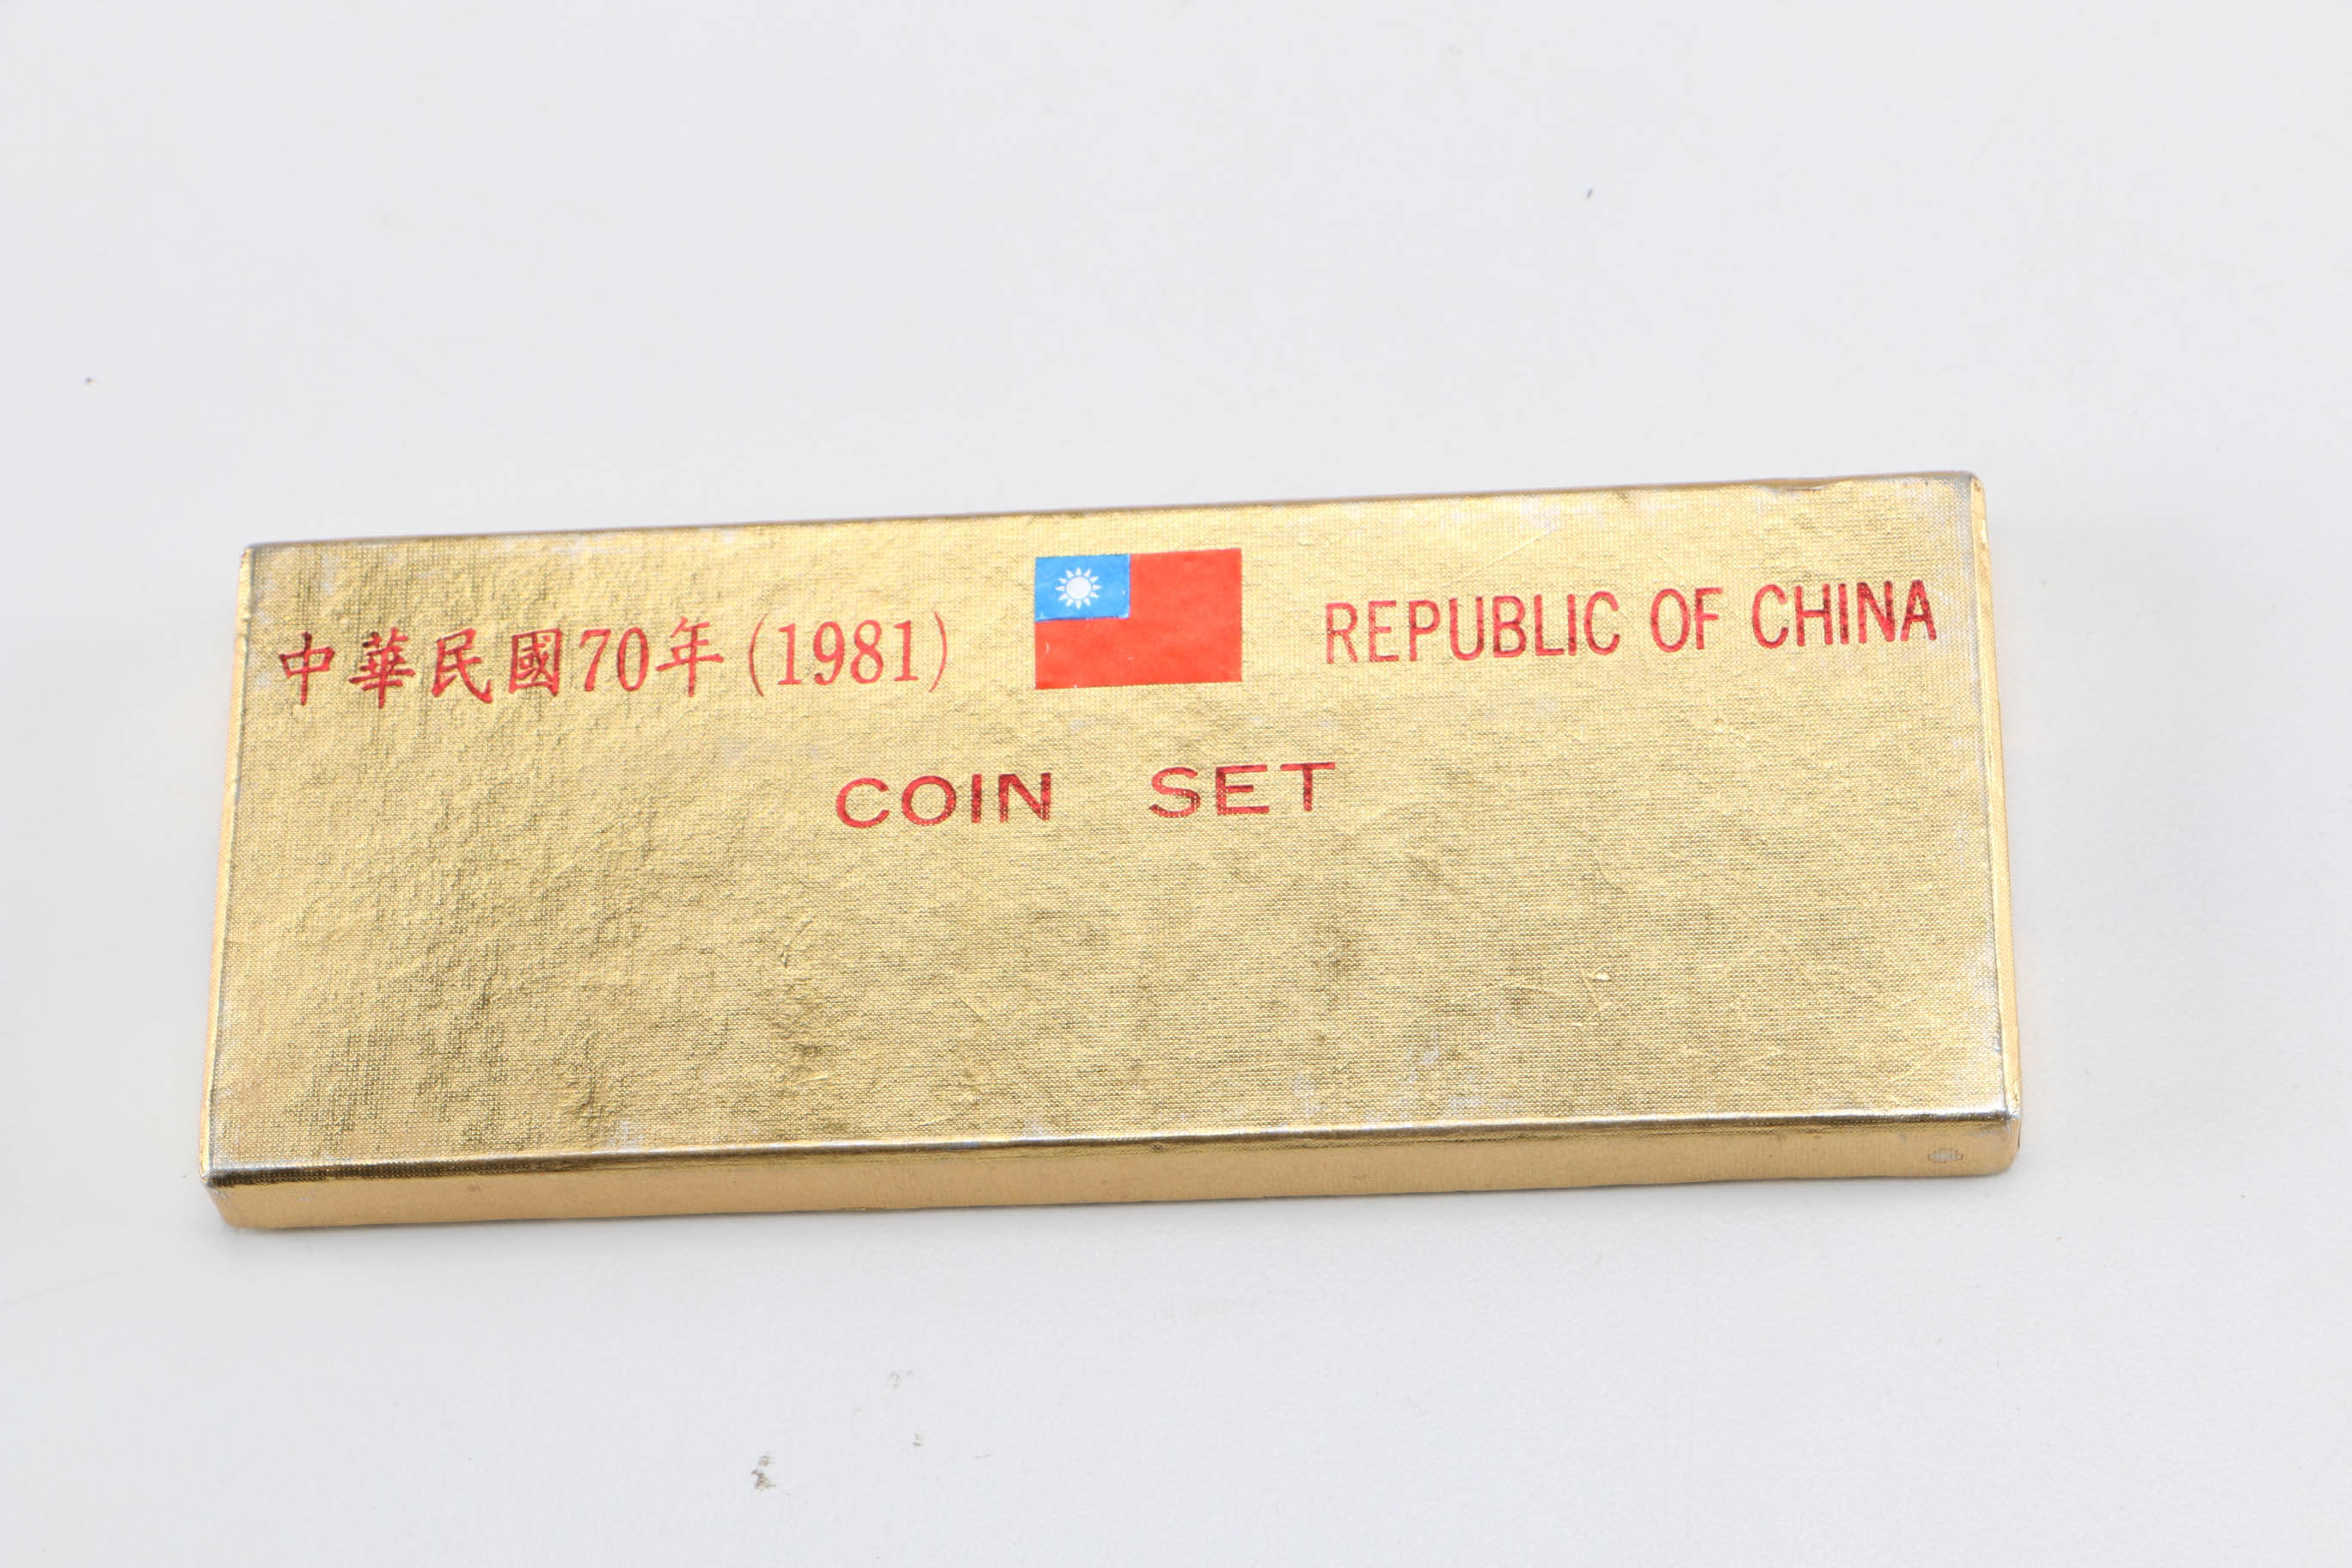 中華民國70年(1981) REPUBLIC OF CHINA
COIN SET